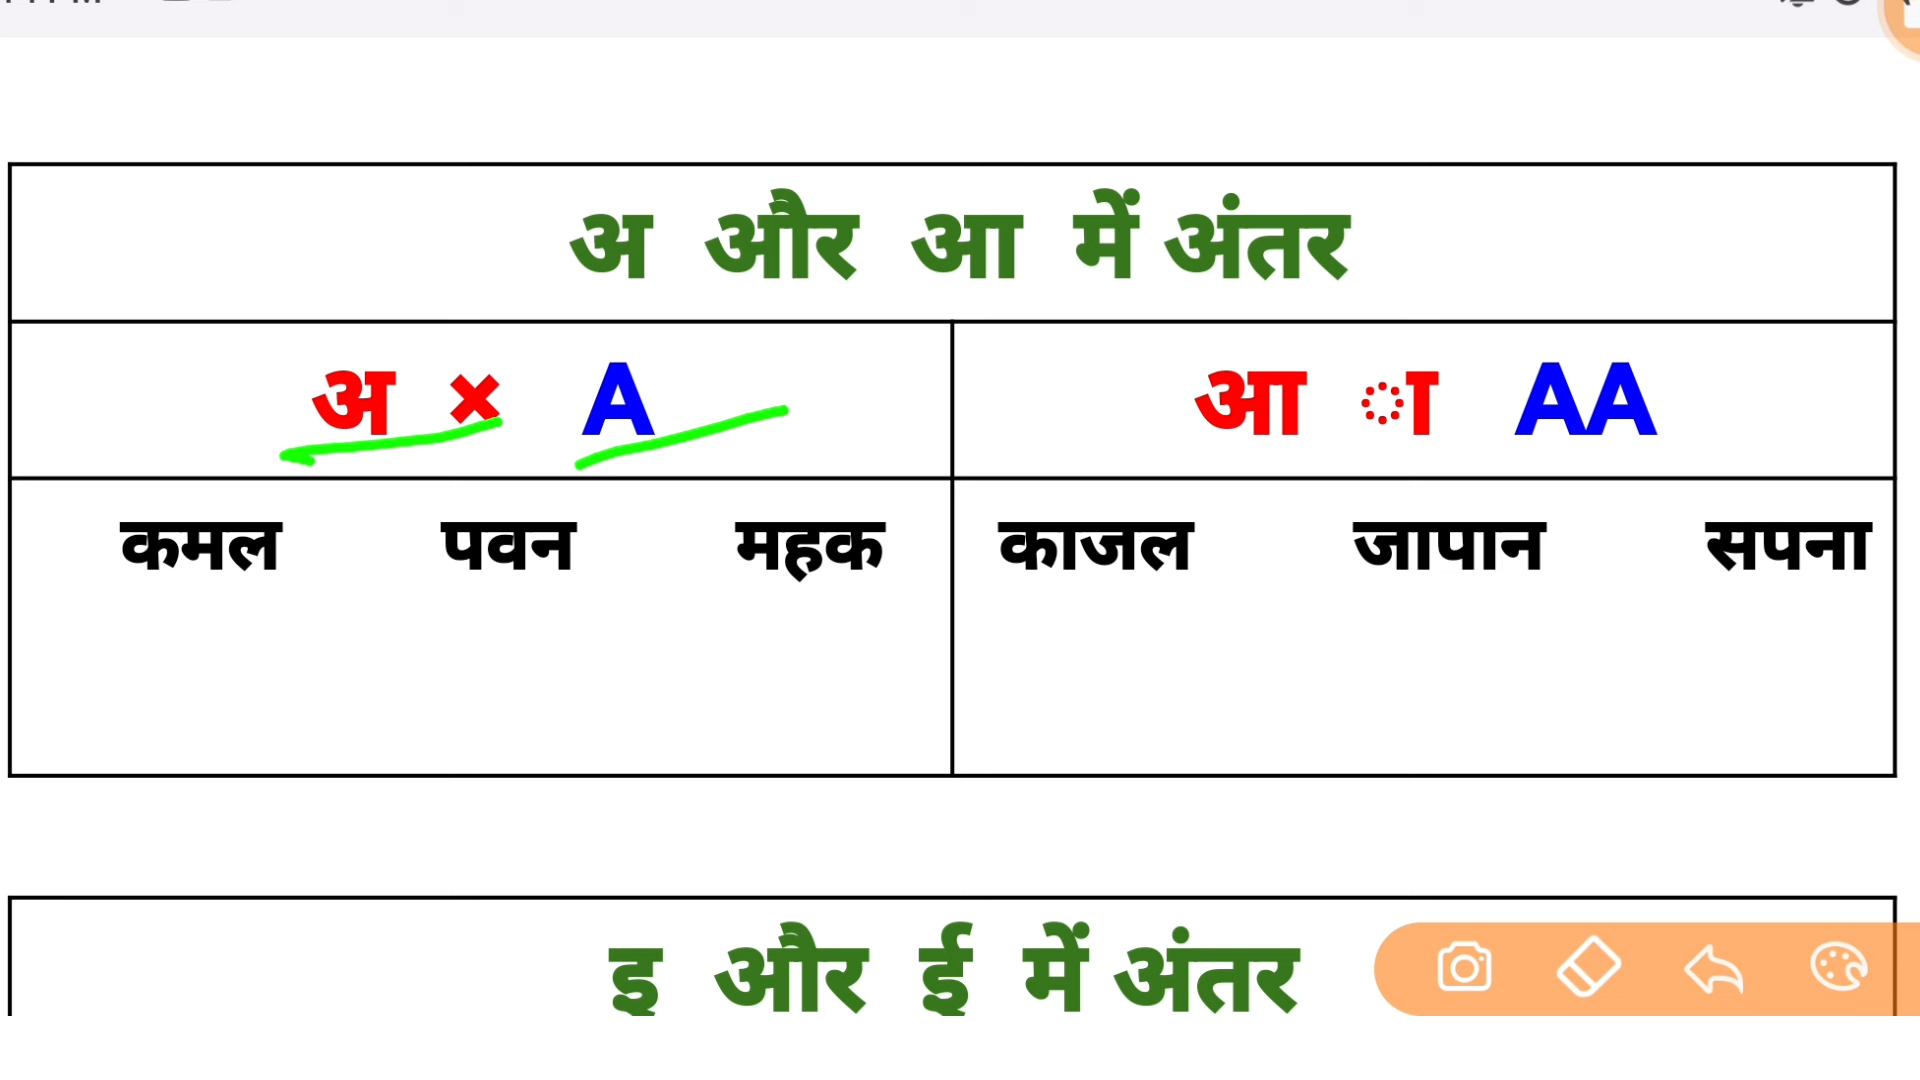 अ और आ में अंतर
अ × A
आ ा AA
कमल पवन महक
काजल जापान सपना
इ और ई में अंतर